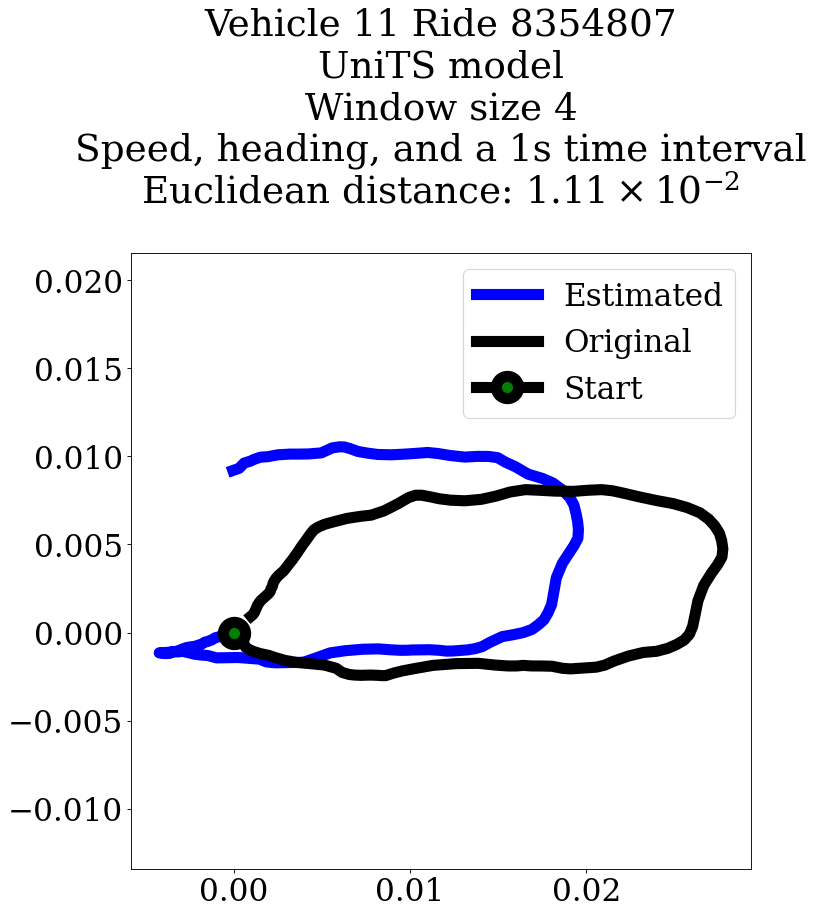 Vehicle 11 Ride 8354807
UniTS model
Window size 4
Speed, heading, and a 1s time interval
Euclidean distance: 1.11 × 10⁻²
Estimated
Original
Start
0.020
0.015
0.010
0.005
0.000
−0.005
−0.010
0.00 0.01 0.02